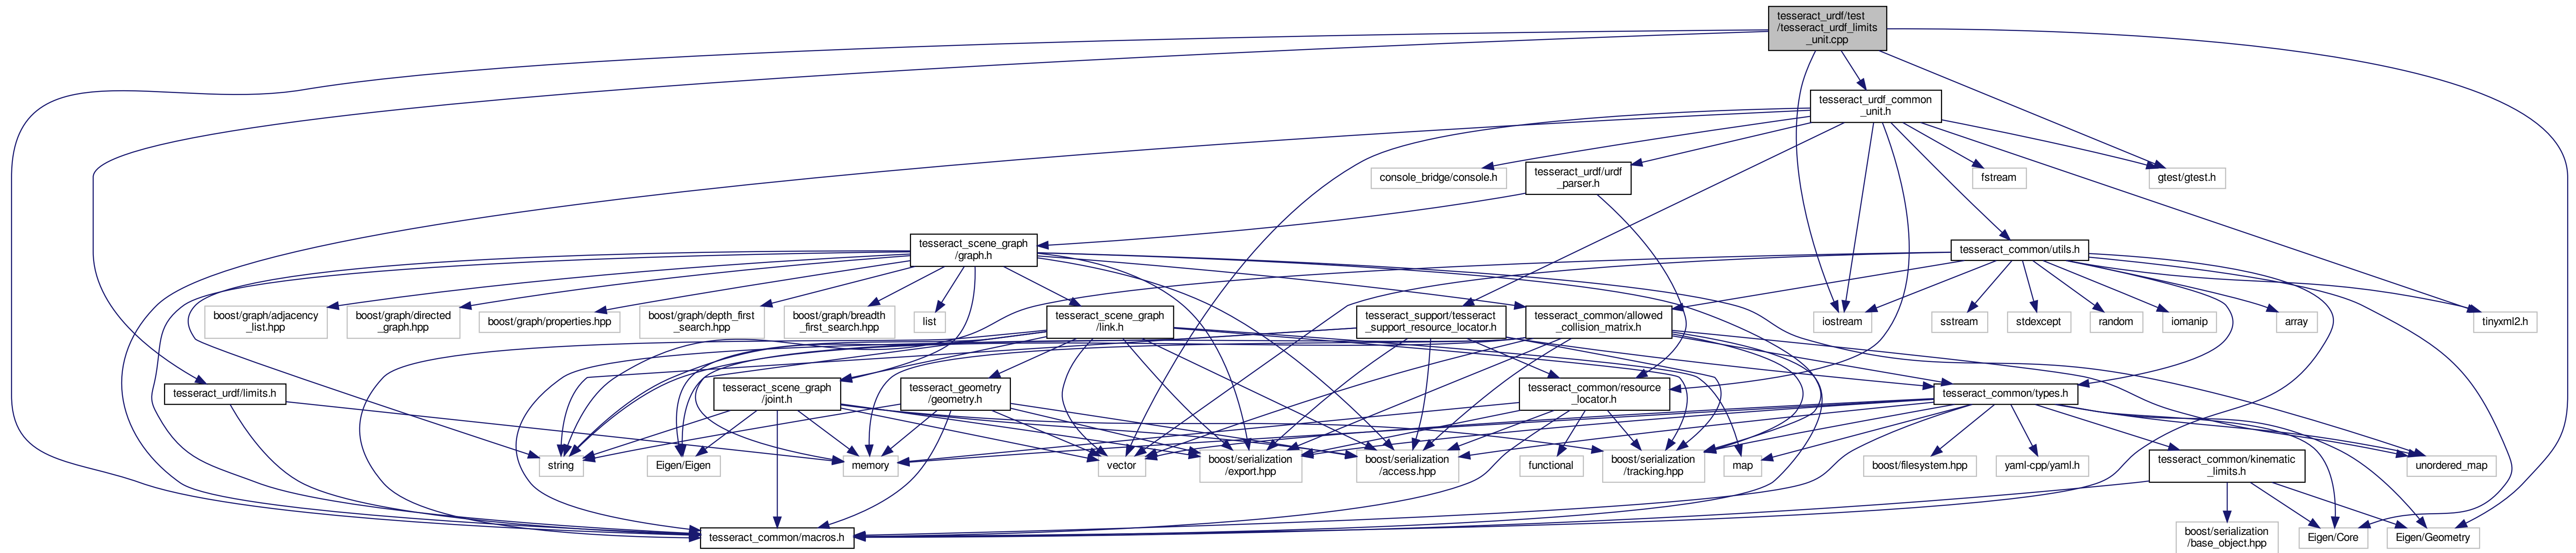 tesseract_urdf/test
/tesseract_urdf_limits
_unit.cpp
tesseract_urdf_common
_unit.h
console_bridge/console.h
tesseract_urdf/urdf
_parser.h
fstream
gtest/gtest.h
tesseract_scene_graph
/graph.h
tesseract_common/utils.h
boost/graph/adjacency
_list.hpp
boost/graph/directed
_graph.hpp
boost/graph/properties.hpp
boost/graph/depth_first
_search.hpp
boost/graph/breadth
_first_search.hpp
list
tesseract_scene_graph
/link.h
tesseract_support/tesseract
_support_resource_locator.h
tesseract_common/allowed
_collision_matrix.h
iostream
sstream
stdexcept
random
iomanip
array
tinyxml2.h
tesseract_urdf/limits.h
tesseract_scene_graph
/joint.h
tesseract_geometry
/geometry.h
tesseract_common/resource
_locator.h
tesseract_common/types.h
string
Eigen/Eigen
memory
vector
boost/serialization
/export.hpp
boost/serialization
/access.hpp
functional
boost/serialization
/tracking.hpp
map
boost/filesystem.hpp
yaml-cpp/yaml.h
tesseract_common/kinematic
_limits.h
unordered_map
tesseract_common/macros.h
boost/serialization
/base_object.hpp
Eigen/Core
Eigen/Geometry